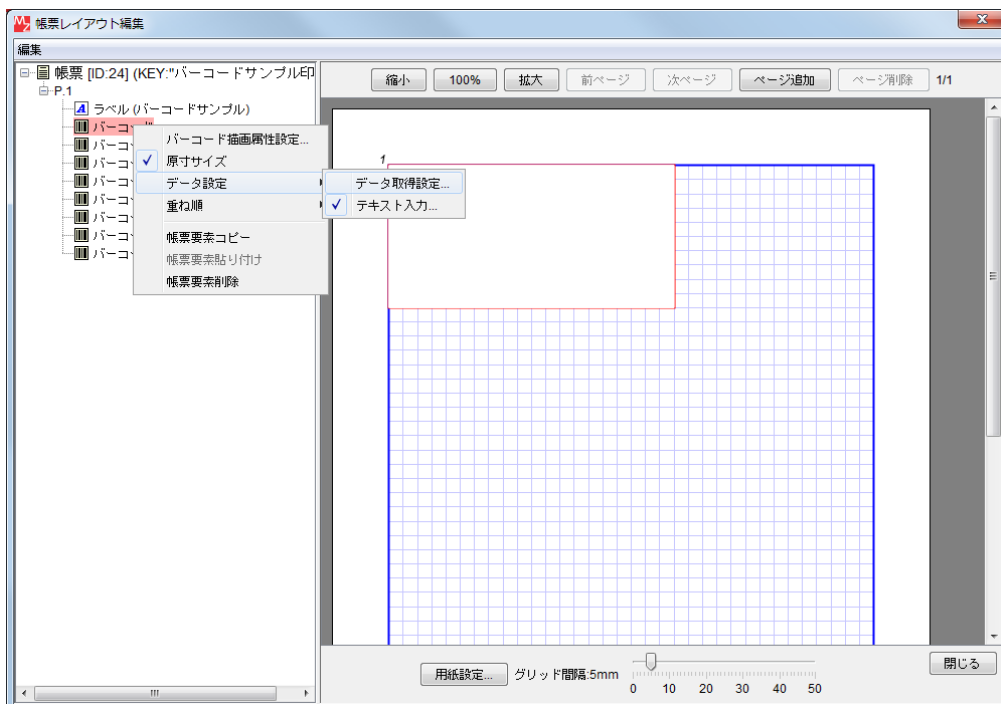 帳票レイアウト編集
編集
帳票 [ID:24] (KEY:"バーコードサンプル印
P.1
ラベル (バーコードサンプル)
バーコード
バーコ
バーコ
バーコ
バーコ
バーコ
バーコ
バーコ
バーコード描画属性設定...
原寸サイズ
データ設定
重ね順
帳票要素コピー
帳票要素貼り付け
帳票要素削除
データ取得設定...
テキスト入力...
縮小 100% 拡大 前ページ 次ページ ページ追加 ページ削除 1/1
1
用紙設定... グリッド間隔:5mm
0 10 20 30 40 50
閉じる